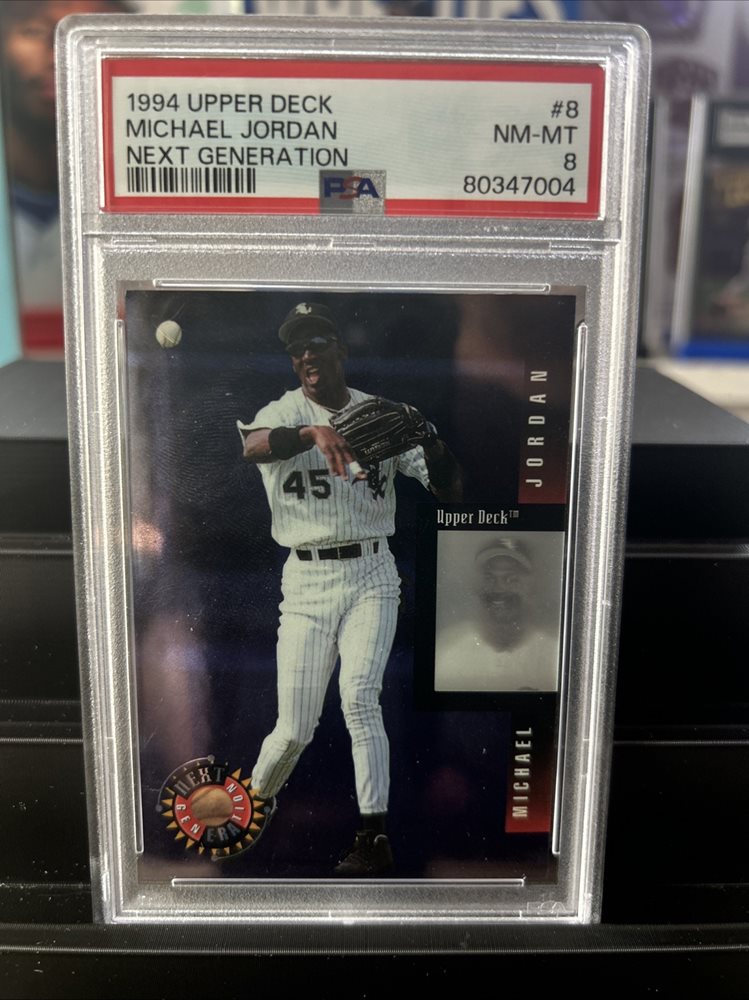 1994 UPPER DECK #8
MICHAEL JORDAN NM-MT
NEXT GENERATION 8
PSA 80347004
JORDAN
45
Upper Deck™
MICHAEL
NEXT
GENERATION